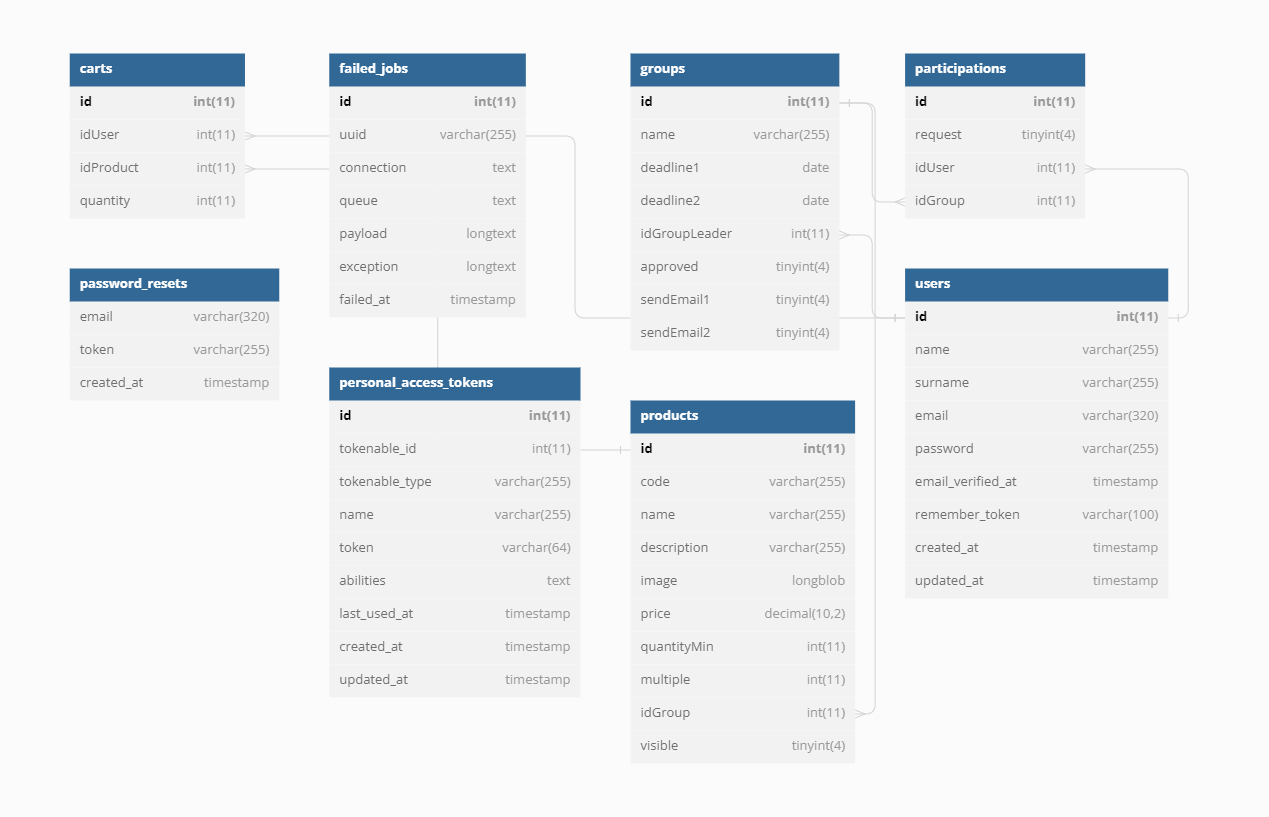 carts
id int(11)
idUser int(11)
idProduct int(11)
quantity int(11)
failed_jobs
id int(11)
uuid varchar(255)
connection text
queue text
payload longtext
exception longtext
failed_at timestamp
groups
id int(11)
name varchar(255)
deadline1 date
deadline2 date
idGroupLeader int(11)
approved tinyint(4)
sendEmail1 tinyint(4)
sendEmail2 tinyint(4)
participations
id int(11)
request tinyint(4)
idUser int(11)
idGroup int(11)
password_resets
email varchar(320)
token varchar(255)
created_at timestamp
users
id int(11)
name varchar(255)
surname varchar(255)
email varchar(320)
password varchar(255)
email_verified_at timestamp
remember_token varchar(100)
created_at timestamp
updated_at timestamp
personal_access_tokens
id int(11)
tokenable_id int(11)
tokenable_type varchar(255)
name varchar(255)
token varchar(64)
abilities text
last_used_at timestamp
created_at timestamp
updated_at timestamp
products
id int(11)
code varchar(255)
name varchar(255)
description varchar(255)
image longblob
price decimal(10,2)
quantityMin int(11)
multiple int(11)
idGroup int(11)
visible tinyint(4)